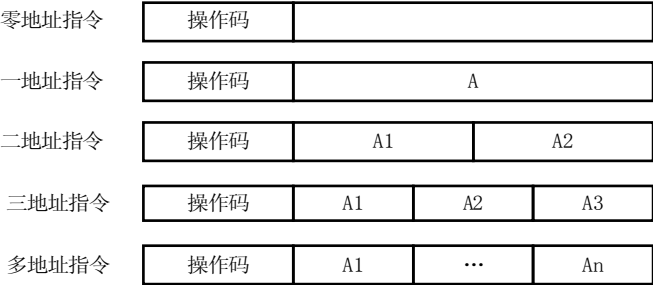 零地址指令 操作码
一地址指令 操作码 A
二地址指令 操作码 A1 A2
三地址指令 操作码 A1 A2 A3
多地址指令 操作码 A1 … An